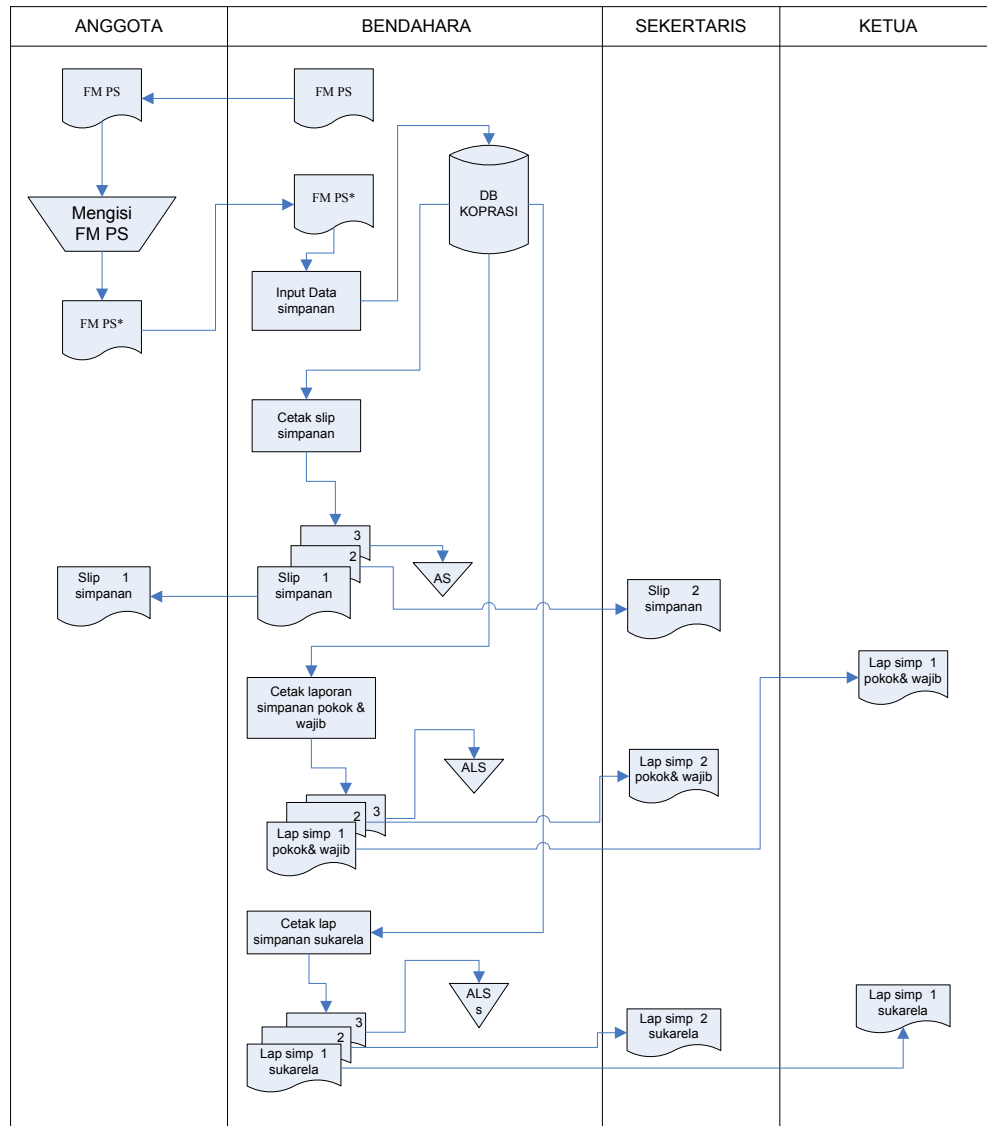 ANGGOTA
BENDAHARA
SEKERTARIS
KETUA
FM PS
FM PS
DB
KOPRASI
Mengisi
FM PS
FM PS*
Input Data
simpanan
FM PS*
Cetak slip
simpanan
3
2
Slip 1
simpanan
AS
Slip 1
simpanan
Slip 2
simpanan
Cetak laporan
simpanan pokok &
wajib
Lap simp 1
pokok& wajib
ALS
Lap simp 2
pokok& wajib
3
2
Lap simp 1
pokok& wajib
Cetak lap
simpanan sukarela
ALS
s
3
2
Lap simp 1
sukarela
Lap simp 2
sukarela
Lap simp 1
sukarela